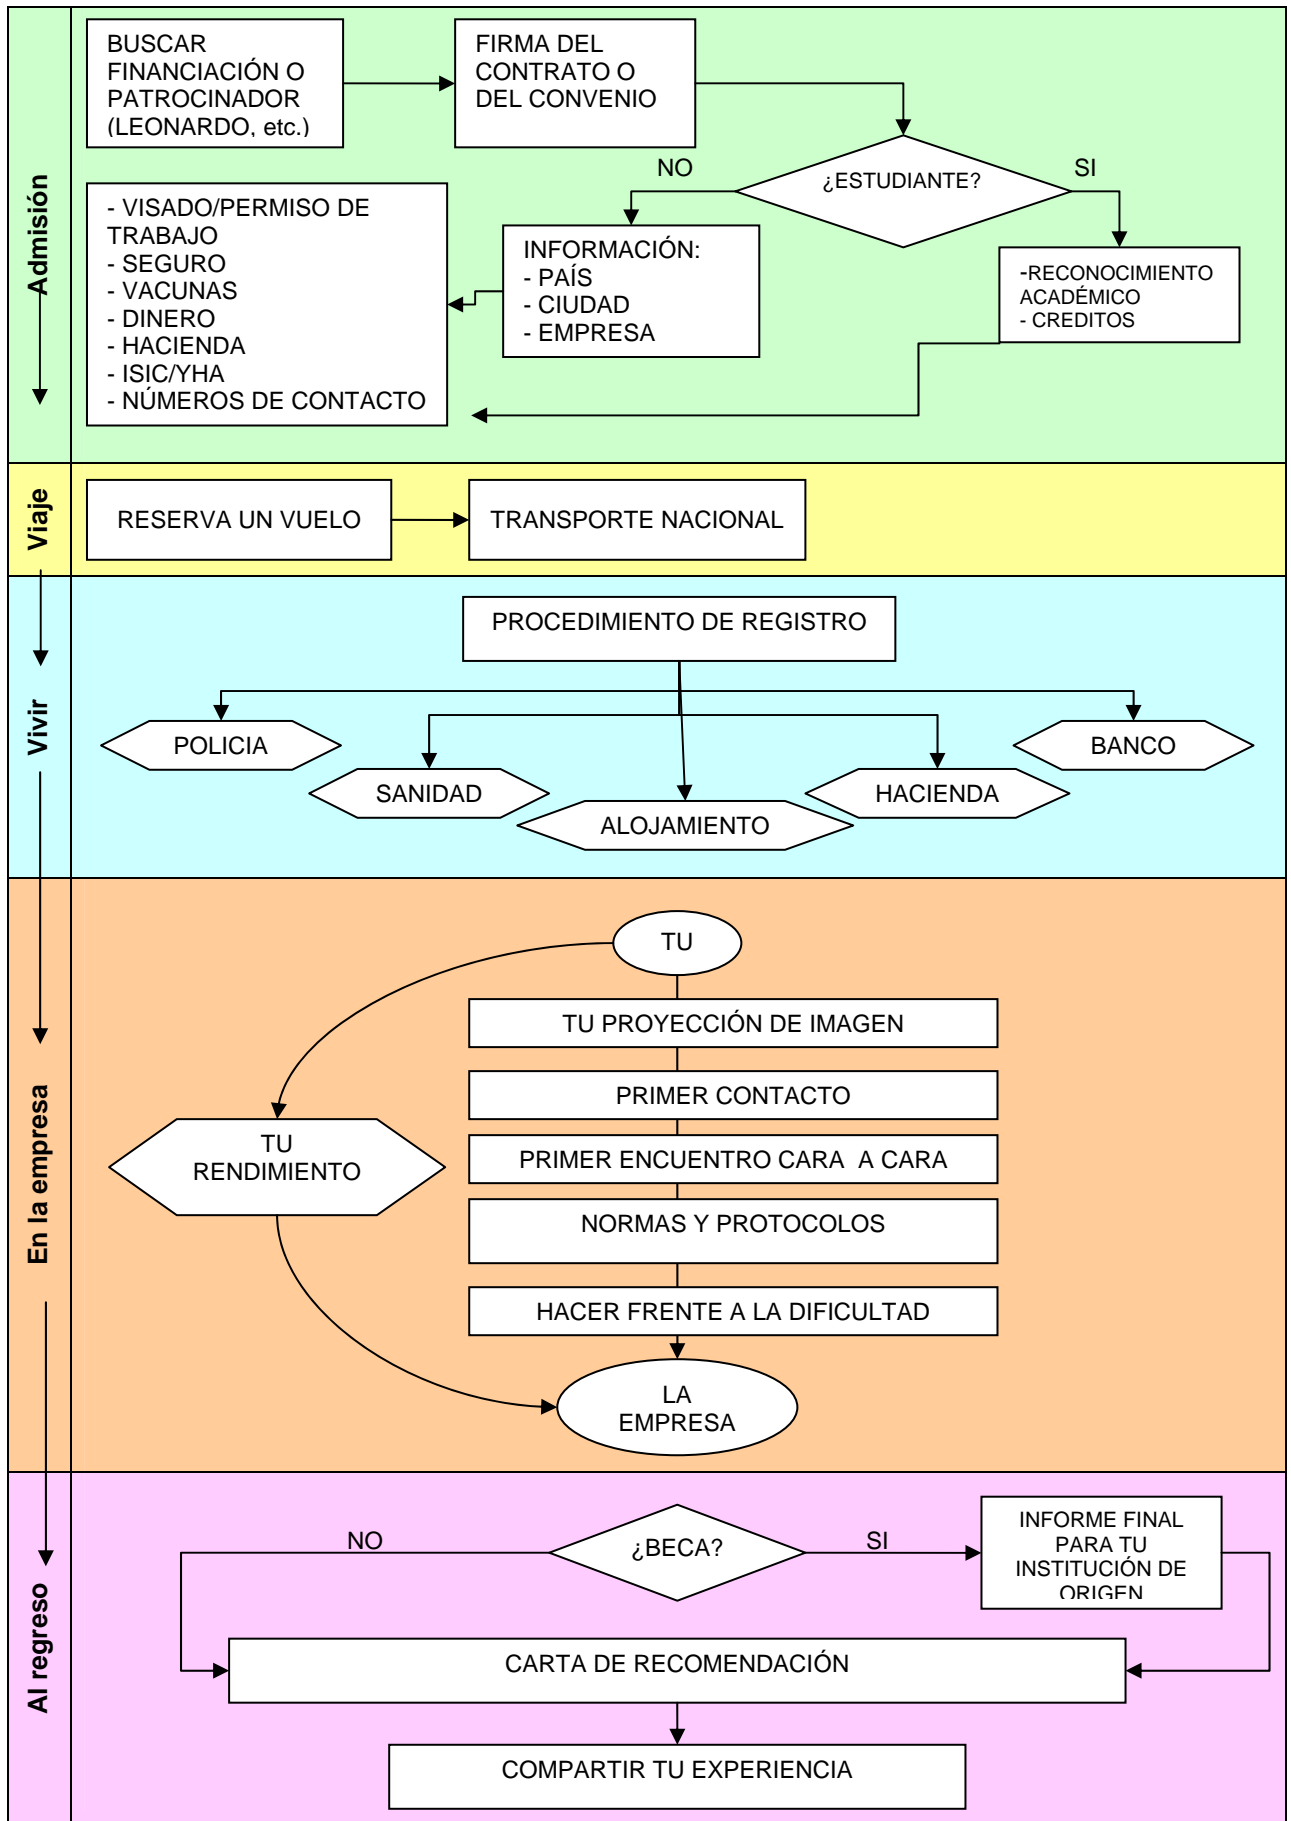 Admisión
BUSCAR
FINANCIACIÓN O
PATROCINADOR
(LEONARDO, etc.)
FIRMA DEL
CONTRATO O
DEL CONVENIO
¿ESTUDIANTE?
NO
SI
- VISADO/PERMISO DE
TRABAJO
- SEGURO
- VACUNAS
- DINERO
- HACIENDA
- ISIC/YHA
- NÚMEROS DE CONTACTO
INFORMACIÓN:
- PAÍS
- CIUDAD
- EMPRESA
-RECONOCIMIENTO
ACADÉMICO
- CREDITOS
Viaje
RESERVA UN VUELO
TRANSPORTE NACIONAL
Vivir
PROCEDIMIENTO DE REGISTRO
POLICIA
SANIDAD
ALOJAMIENTO
HACIENDA
BANCO
En la empresa
TU
TU PROYECCIÓN DE IMAGEN
PRIMER CONTACTO
PRIMER ENCUENTRO CARA  A CARA
NORMAS Y PROTOCOLOS
HACER FRENTE A LA DIFICULTAD
TU
RENDIMIENTO
LA
EMPRESA
Al regreso
NO
¿BECA?
SI
INFORME FINAL
PARA TU
INSTITUCIÓN DE
ORIGEN
CARTA DE RECOMENDACIÓN
COMPARTIR TU EXPERIENCIA